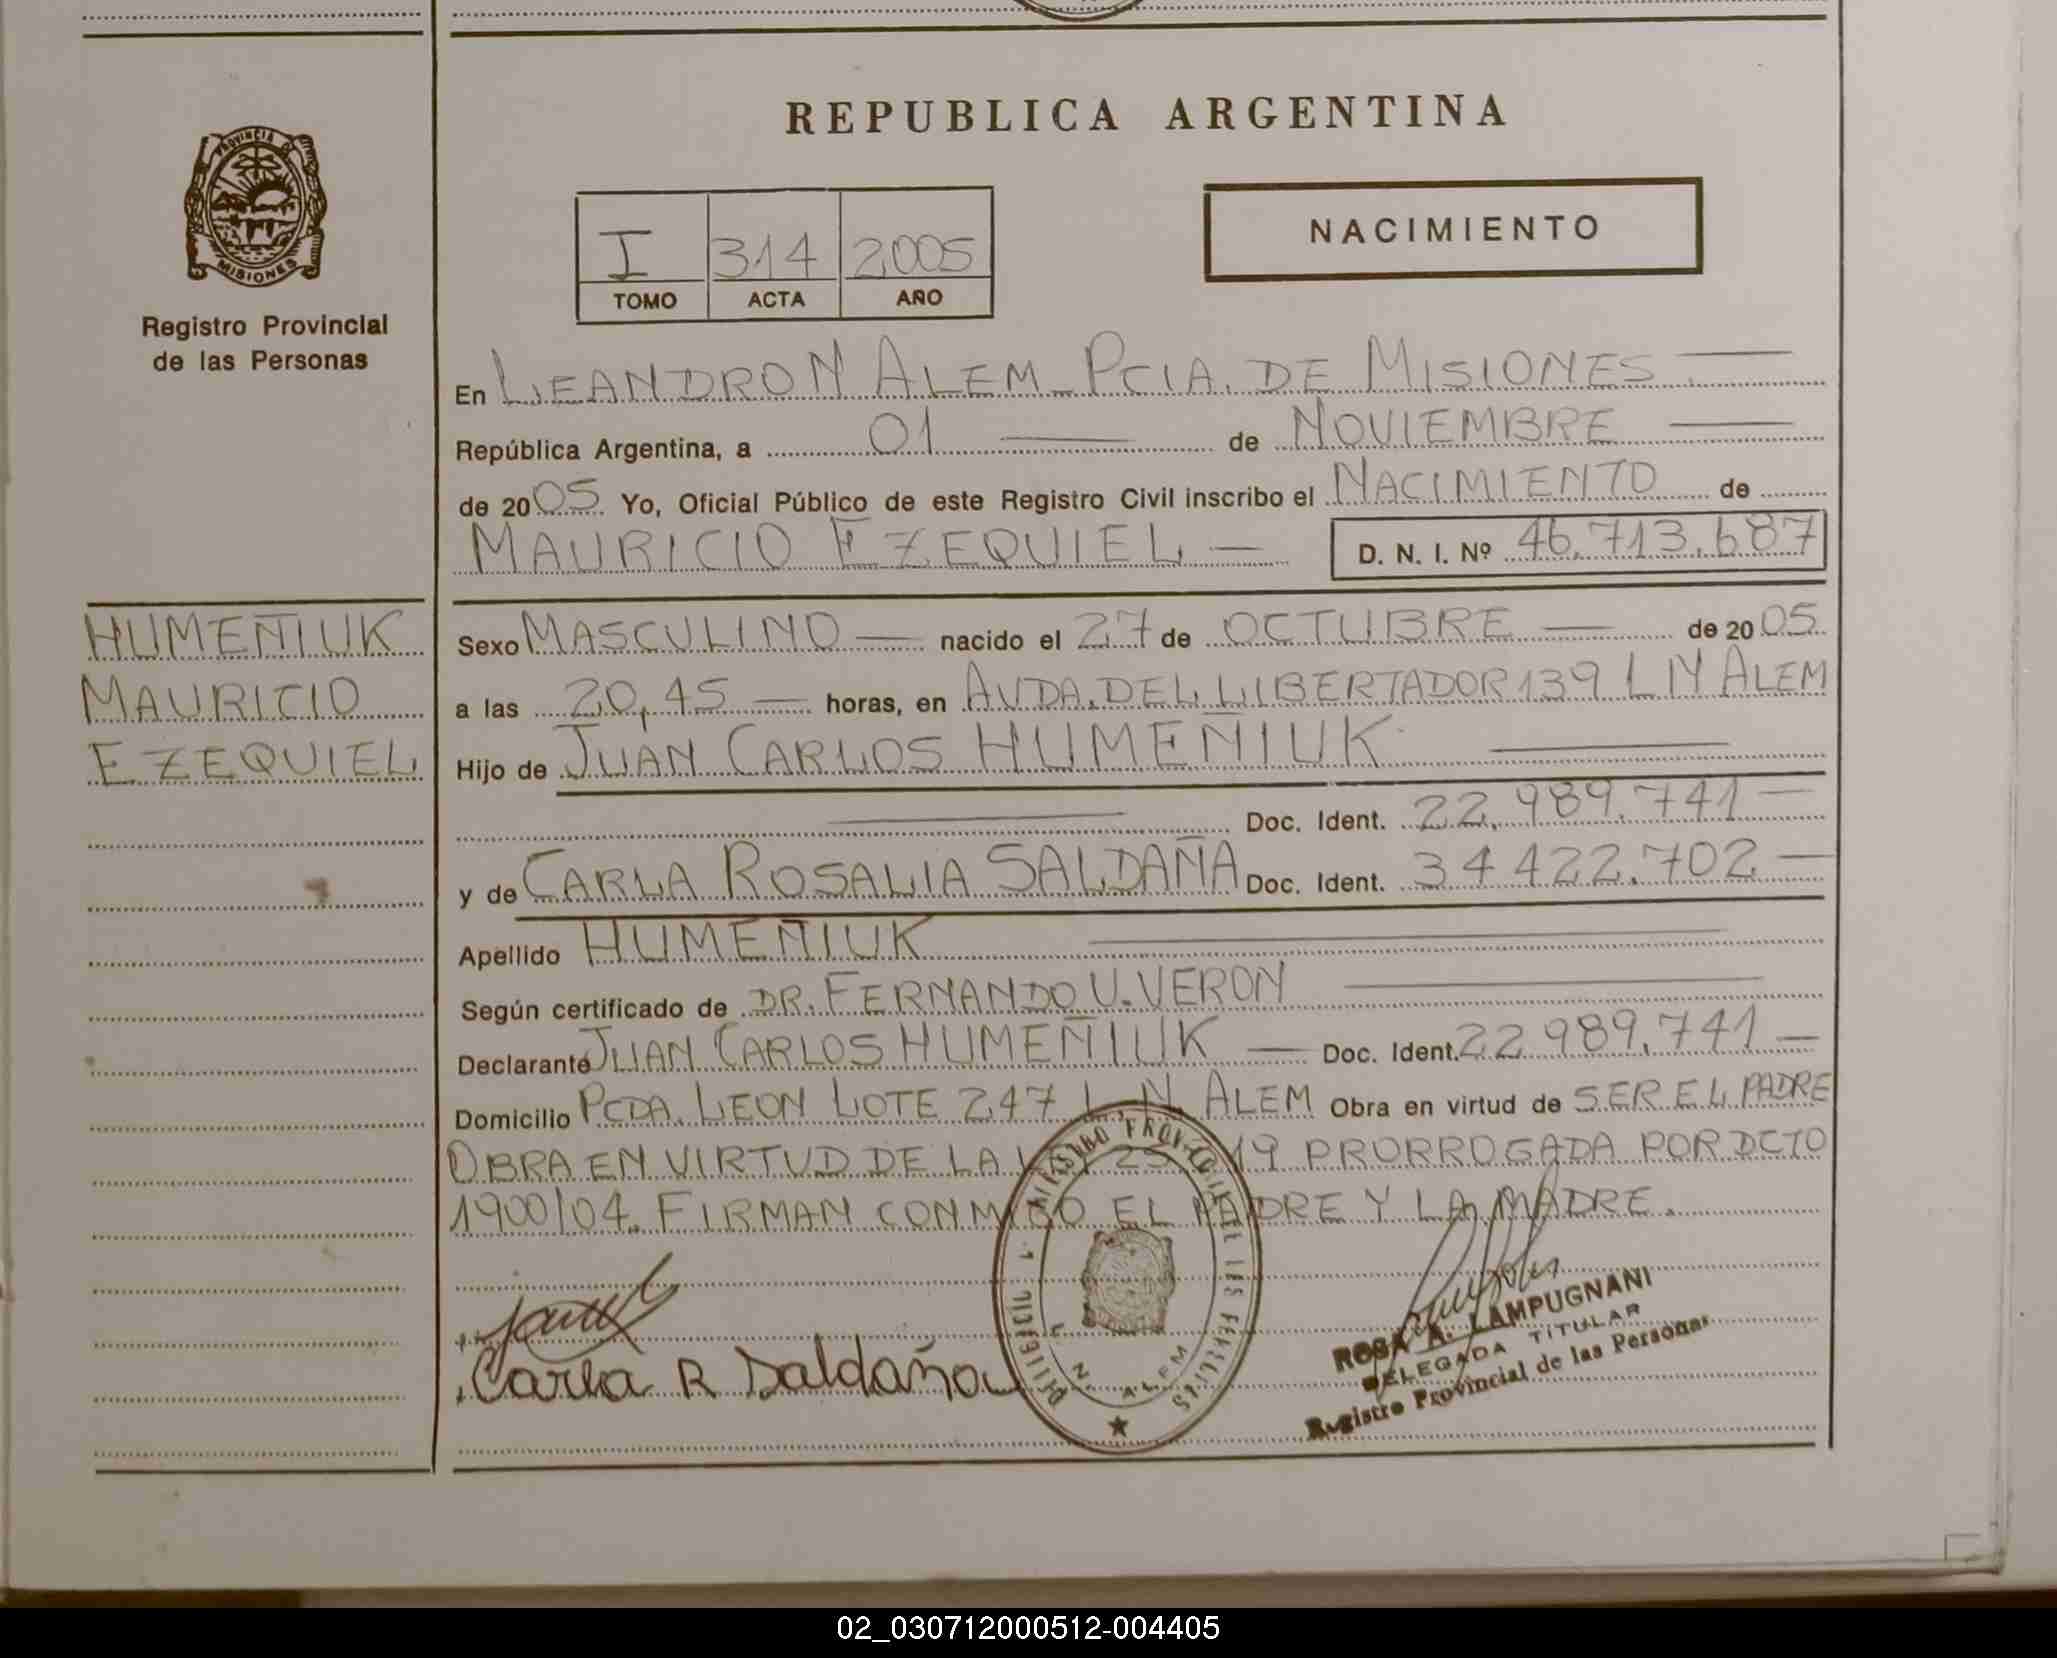 REPUBLICA ARGENTINA
PROVINCIA DE
MISIONES
Registro Provincial
de las Personas
I 314 2005
TOMO ACTA AÑO
NACIMIENTO
En LEANDRO N ALEM - PCIA. DE MISIONES
República Argentina, a 01 de NOVIEMBRE
de 2005 Yo, Oficial Público de este Registro Civil inscribo el NACIMIENTO de
MAURICIO EZEQUIEL — D. N. I. Nº 46.713.687
HUMEÑIUK
MAURICIO
EZEQUIEL
Sexo MASCULINO — nacido el 27 de OCTUBRE — de 2005
a las 20,45 — horas, en AVDA. DEL LIBERTADOR 139 L N ALEM
Hijo de JUAN CARLOS HUMEÑIUK
Doc. Ident. 22.989.741 —
y de CARLA ROSALIA SALDAÑA Doc. Ident. 34 422.702 —
Apellido HUMEÑIUK
Según certificado de DR. FERNANDO U. VERON
Declarante JUAN CARLOS HUMEÑIUK — Doc. Ident. 22 989.741 —
Domicilio PCDA. LEON LOTE 247 L. N. ALEM Obra en virtud de SER EL PADRE
OBRA EN VIRTUD DE LA 19 PRORROGADA POR DCTO
1900/04. FIRMAN CONMIGO EL PADRE Y LA MADRE.
Carla R Saldaña
L. N. ALEM
ROSA A. LAMPUGNANI
DELEGADA TITULAR
Registro Provincial de las Personas
02_030712000512-004405